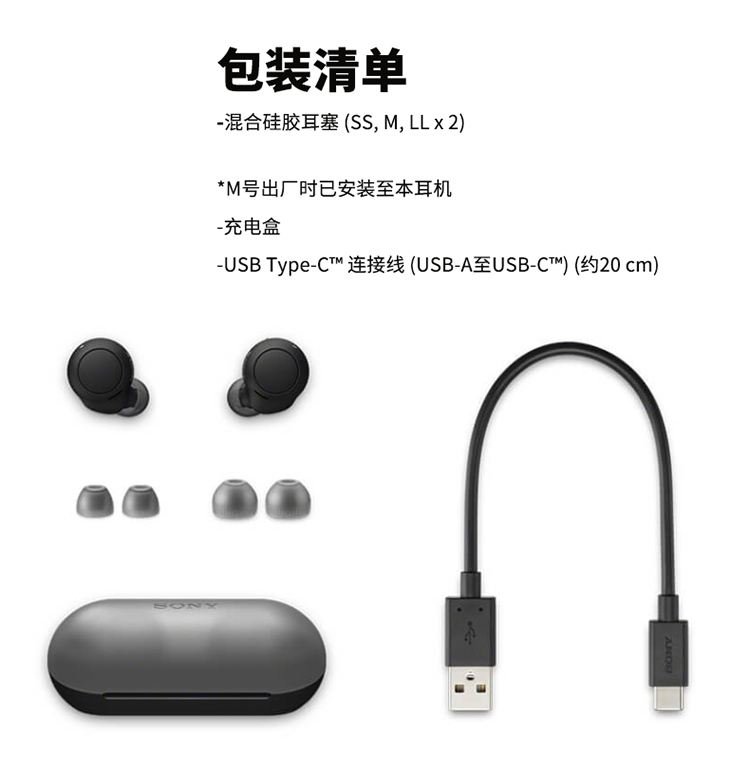 包装清单
-混合硅胶耳塞 (SS, M, LL x 2)
*M号出厂时已安装至本耳机
-充电盒
-USB Type-C™ 连接线 (USB-A至USB-C™) (约20 cm)
SONY
SONY